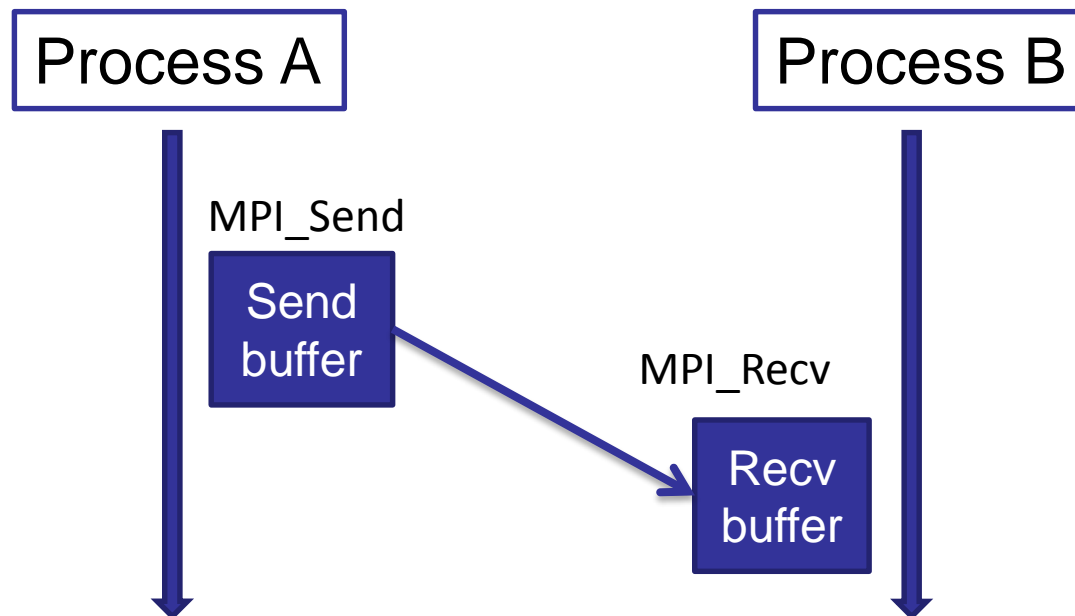 Process A
Process B
MPI_Send
Send
buffer
MPI_Recv
Recv
buffer